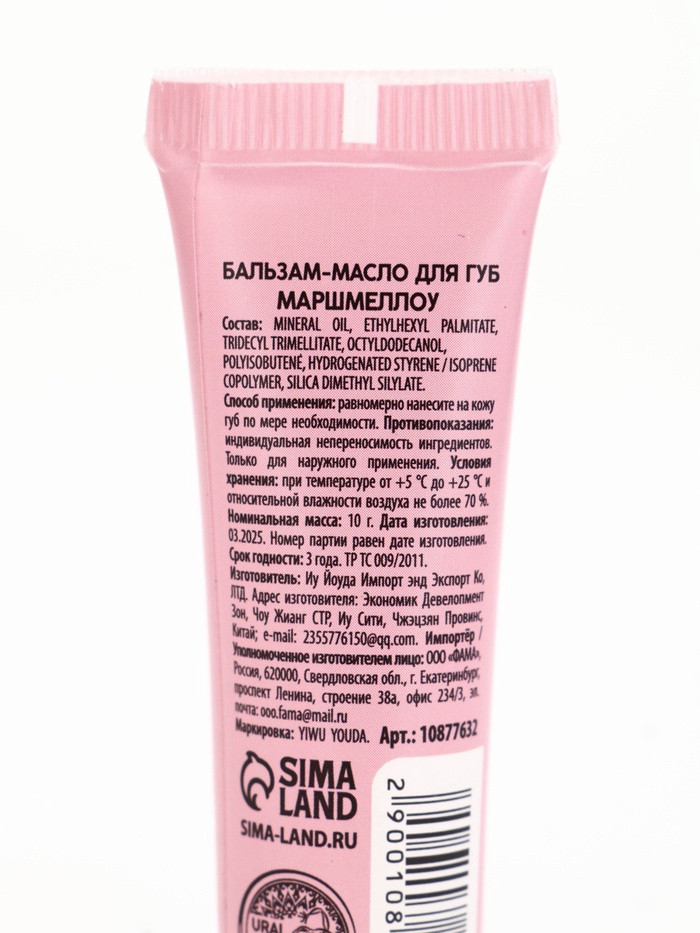 БАЛЬЗАМ-МАСЛО ДЛЯ ГУБ
МАРШМЕЛЛОУ
Состав: MINERAL OIL, ETHYLHEXYL PALMITATE,
TRIDECYL TRIMELLITATE, OCTYLDODECANOL,
POLYISOBUTENE, HYDROGENATED STYRENE / ISOPRENE
COPOLYMER, SILICA DIMETHYL SILYLATE.
Способ применения: равномерно нанесите на кожу
губ по мере необходимости. Противопоказания:
индивидуальная непереносимость ингредиентов.
Только для наружного применения. Условия
хранения: при температуре от +5 °C до +25 °C и
относительной влажности воздуха не более 70 %.
Номинальная масса: 10 г. Дата изготовления:
03.2025. Номер партии равен дате изготовления.
Срок годности: 3 года. ТР ТС 009/2011.
Изготовитель: Иу Йоуда Импорт энд Экспорт Ко,
ЛТД. Адрес изготовителя: Экономик Девелопмент
Зон, Чоу Жианг СТР, Иу Сити, Чжэцзян Провинс,
Китай; e-mail: 2355776150@qq.com. Импортёр /
Уполномоченное изготовителем лицо: ООО «ФАМА»,
Россия, 620000, Свердловская обл., г. Екатеринбург,
проспект Ленина, строение 38а, офис 234/3, эл.
почта: ooo.fama@mail.ru
Маркировка: YIWU YOUDA. Арт.: 10877632
SIMA
LAND
SIMA-LAND.RU
2 900108
URAL